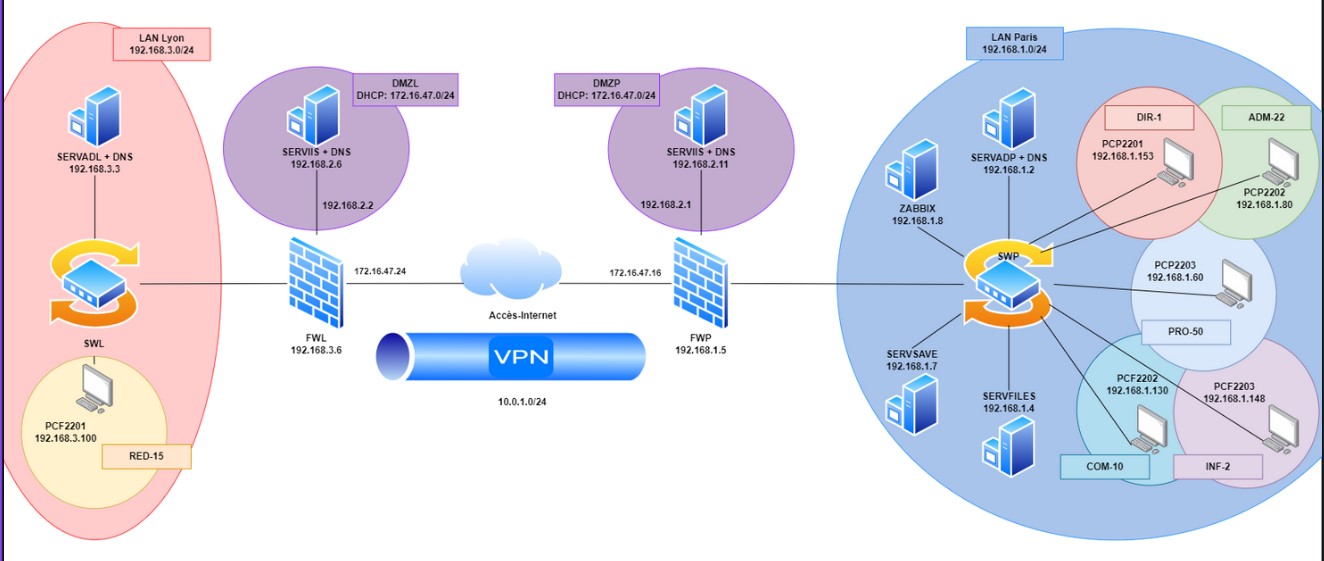 LAN Lyon
192.168.3.0/24
SERVADL + DNS
192.168.3.3
SWL
PCF2201
192.168.3.100
RED-15
DMZL
DHCP: 172.16.47.0/24
SERVIIS + DNS
192.168.2.6
192.168.2.2
172.16.47.24
FWL
192.168.3.6
Accès-Internet
VPN
10.0.1.0/24
DMZP
DHCP: 172.16.47.0/24
SERVIIS + DNS
192.168.2.11
192.168.2.1
172.16.47.16
FWP
192.168.1.5
LAN Paris
192.168.1.0/24
SERVADP + DNS
192.168.1.2
ZABBIX
192.168.1.8
SWP
SERVSAVE
192.168.1.7
SERVFILES
192.168.1.4
DIR-1
PCP2201
192.168.1.153
ADM-22
PCP2202
192.168.1.80
PCP2203
192.168.1.60
PRO-50
PCF2202
192.168.1.130
COM-10
PCF2203
192.168.1.148
INF-2